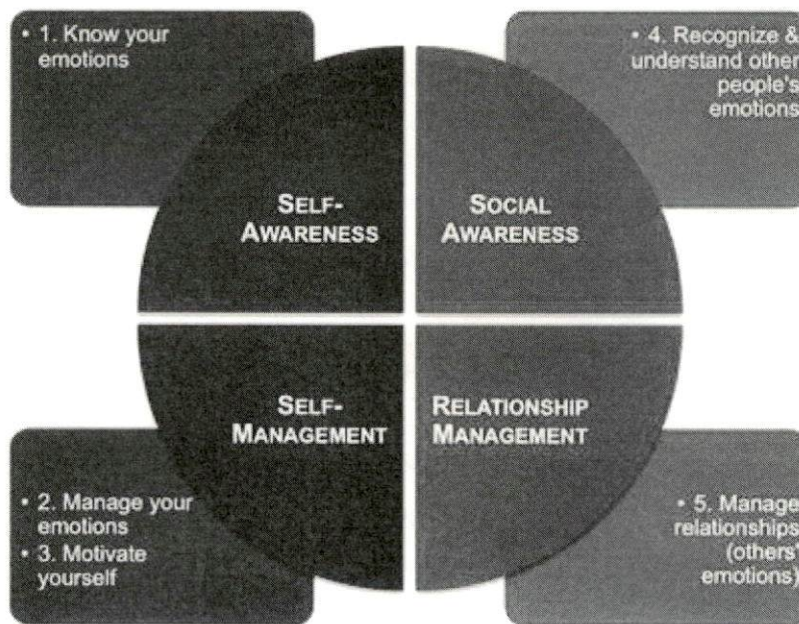 • 1. Know your
emotions
• 4. Recognize &
understand other
people's
emotions
SELF-
AWARENESS
SOCIAL
AWARENESS
SELF-
MANAGEMENT
RELATIONSHIP
MANAGEMENT
• 2. Manage your
emotions
• 3. Motivate
yourself
• 5. Manage
relationships
(others'
emotions)